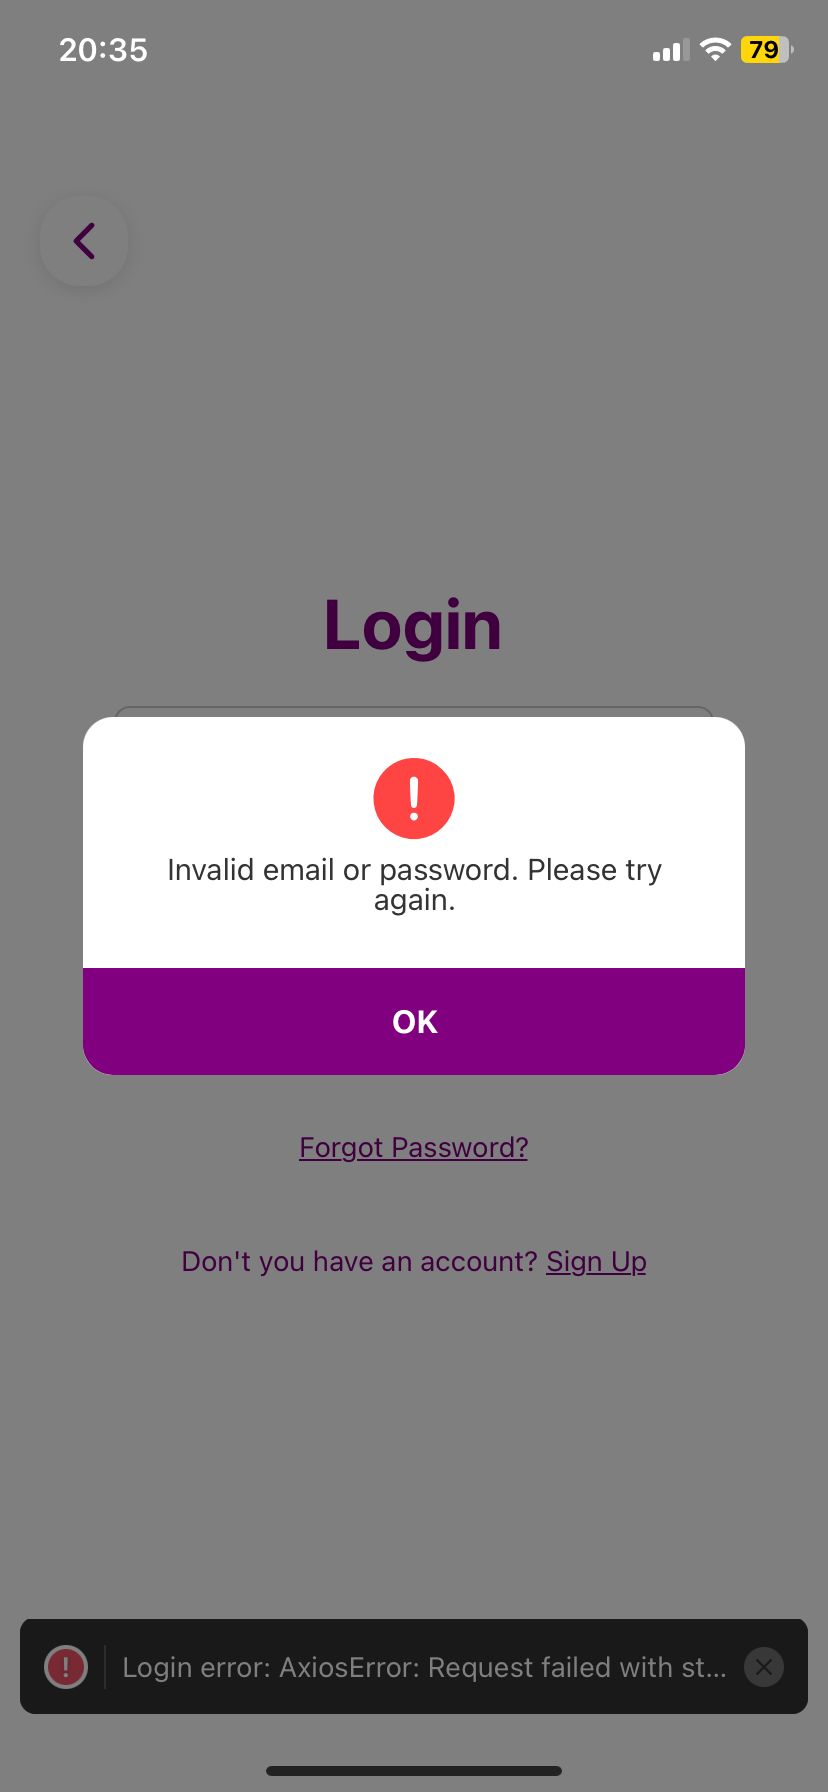 20:35
79
Login
Invalid email or password. Please try
again.
OK
Forgot Password?
Don't you have an account? Sign Up
Login error: AxiosError: Request failed with st...